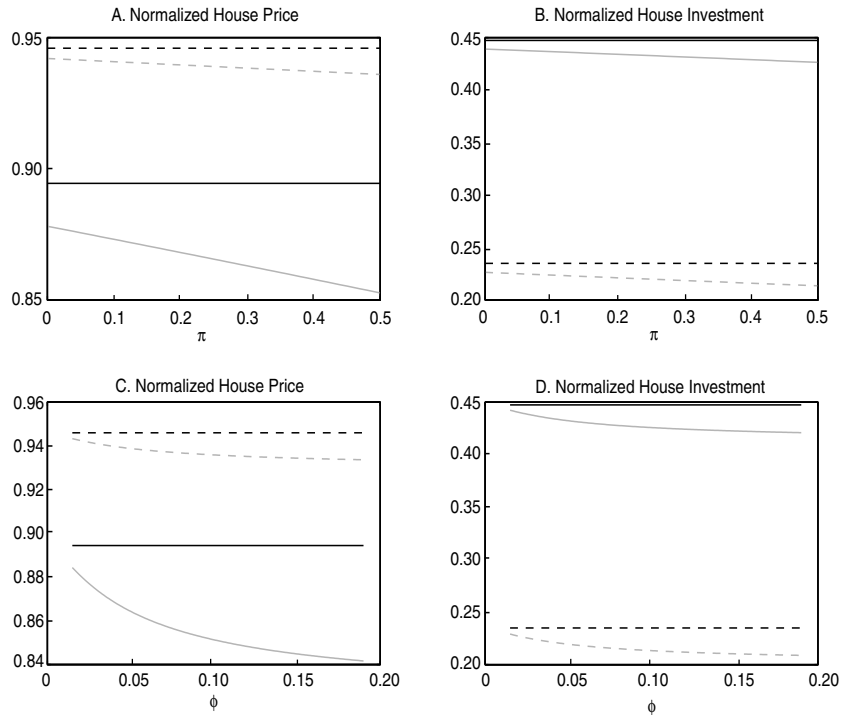 A. Normalized House Price
0.95
0.90
0.85
0 0.1 0.2 0.3 0.4 0.5
π
B. Normalized House Investment
0.45
0.40
0.35
0.30
0.25
0.20
0 0.1 0.2 0.3 0.4 0.5
π
C. Normalized House Price
0.96
0.94
0.92
0.90
0.88
0.86
0.84
0 0.05 0.10 0.15 0.20
ϕ
D. Normalized House Investment
0.45
0.40
0.35
0.30
0.25
0.20
0 0.05 0.10 0.15 0.20
ϕ